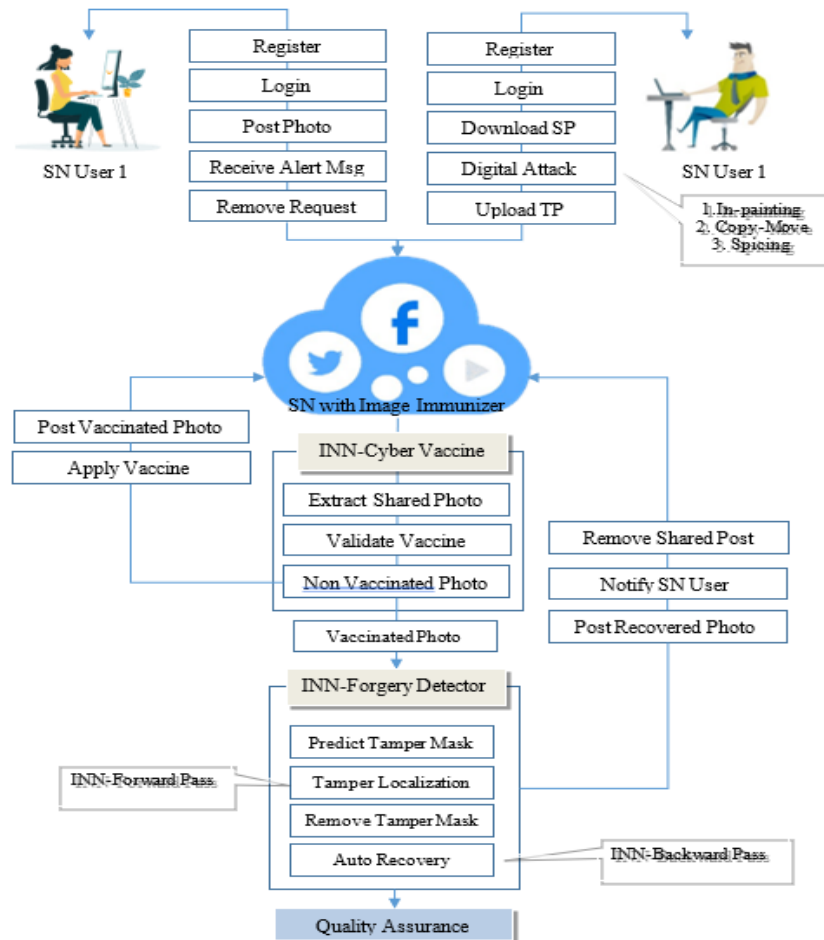 Register
Login
Post Photo
Receive Alert Msg
Remove Request
SN User 1
Register
Login
Download SP
Digital Attack
Upload TP
SN User 1
1. In-painting
2. Copy-Move
3. Spicing
f
SN with Image Immunizer
Post Vaccinated Photo
Apply Vaccine
INN-Cyber Vaccine
Extract Shared Photo
Validate Vaccine
Non Vaccinated Photo
Vaccinated Photo
Remove Shared Post
Notify SN User
Post Recovered Photo
INN-Forgery Detector
Predict Tamper Mask
Tamper Localization
Remove Tamper Mask
Auto Recovery
INN-Forward Pass
INN-Backward Pass
Quality Assurance